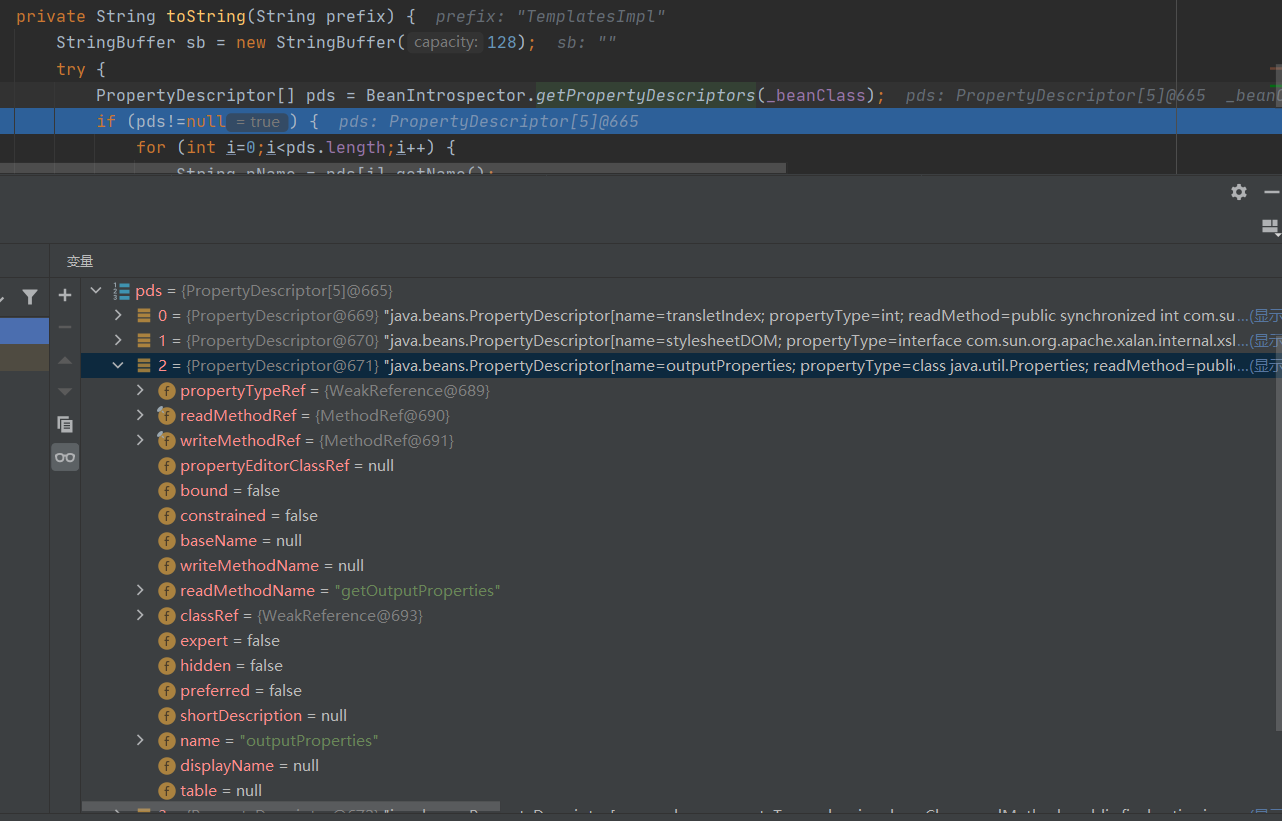 private String toString(String prefix) { prefix: "TemplatesImpl"
StringBuffer sb = new StringBuffer( capacity: 128); sb: ""
try {
PropertyDescriptor[] pds = BeanIntrospector.getPropertyDescriptors(_beanClass); pds: PropertyDescriptor[5]@665
if (pds!=null = true ) { pds: PropertyDescriptor[5]@665
for (int i=0;i<pds.length;i++) {
String pName = pds[i].getName();
变量
pds = {PropertyDescriptor[5]@665}
0 = {PropertyDescriptor@669} "java.beans.PropertyDescriptor[name=transletIndex; propertyType=int; readMethod=public synchronized int com.su...(显示
1 = {PropertyDescriptor@670} "java.beans.PropertyDescriptor[name=stylesheetDOM; propertyType=interface com.sun.org.apache.xalan.internal.xsl...(显示
2 = {PropertyDescriptor@671} "java.beans.PropertyDescriptor[name=outputProperties; propertyType=class java.util.Properties; readMethod=public...(显示
propertyTypeRef = {WeakReference@689}
readMethodRef = {MethodRef@690}
writeMethodRef = {MethodRef@691}
propertyEditorClassRef = null
bound = false
constrained = false
baseName = null
writeMethodName = null
readMethodName = "getOutputProperties"
classRef = {WeakReference@693}
expert = false
hidden = false
preferred = false
shortDescription = null
name = "outputProperties"
displayName = null
table = null